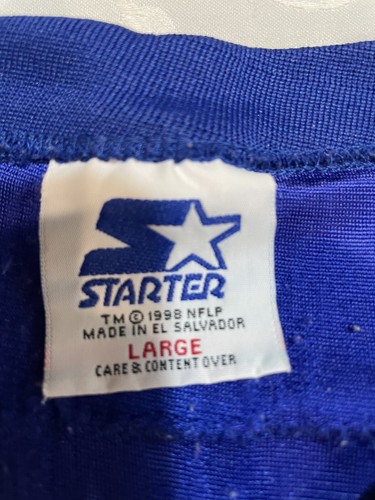 STARTER
TM © 1998 NFLP
MADE IN EL SALVADOR
LARGE
CARE & CONTENT OVER